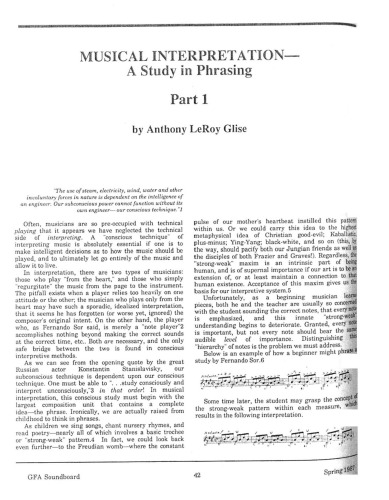 MUSICAL INTERPRETATION—
A Study in Phrasing
Part 1
by Anthony LeRoy Glise
"The use of steam, electricity, wind, water and other
involuntary forces in nature is dependent on the intelligence of
an engineer. Our subconscious power cannot function without its
own engineer—our conscious technique."1
Often, musicians are so pre-occupied with technical
playing that it appears we have neglected the technical
side of interpreting. A "conscious technique" of
interpreting music is absolutely essential if one is to
make intelligent decisions as to how the music should be
played, and to ultimately let go entirely of the music and
allow it to live.
In interpretation, there are two types of musicians:
those who play "from the heart," and those who simply
"regurgitate" the music from the page to the instrument.
The pitfall exists when a player relies too heavily on one
attitude or the other; the musician who plays only from the
heart may have such a sporadic, idealized interpretation,
that it seems he has forgotten (or worse yet, ignored) the
composer's original intent. On the other hand, the player
who, as Fernando Sor said, is merely a "note player"2
accomplishes nothing beyond making the correct sounds
at the correct time, etc.. Both are necessary, and the only
safe bridge between the two is found in conscious
interpretive methods.
As we can see from the opening quote by the great
Russian actor Konstantin Stanislavsky, our
subconscious technique is dependent upon our conscious
technique. One must be able to ". . .study consciously and
interpret unconsciously,"3 in that order! In musical
interpretation, this conscious study must begin with the
largest composition unit that contains a complete
idea—the phrase. Ironically, we are actually raised from
childhood to think in phrases.
As children we sing songs, chant nursery rhymes, and
read poetry—nearly all of which involves a basic trochee
or "strong-weak" pattern.4 In fact, we could look back
even further—to the Freudian womb—where the constant
pulse of our mother's heartbeat instilled this pattern
within us. Or we could carry this idea to the highest
metaphysical idea of Christian good-evil; Kabalistic
plus-minus; Ying-Yang; black-white, and so on (this, by
the way, should pacify both our Jungian friends as well as
the disciples of both Frazier and Graves!). Regardless, the
"strong-weak" maxim is an intrinsic part of being
human, and is of supernal importance if our art is to be an
extension of, or at least a point of connection to the
human existence. Acceptance of this maxim gives us the
basis for our interpretive system.5
Unfortunately, as a beginning musician learns
pieces, both he and the teacher are usually so concerned
with the student sounding the correct notes, that every note
is emphasized, and this innate "strong-weak"
understanding begins to deteriorate. Granted, every note
is important, but not every note should bear the same
audible level of importance. Distinguishing the
"hierarchy" of notes is the problem we must address.
Below is an example of how a beginner might phrase a
study by Fernando Sor.6
Some time later, the student may grasp the concept of
the strong-weak pattern within each measure, which
results in the following interpretation.
GFA Soundboard
42
Spring 1987